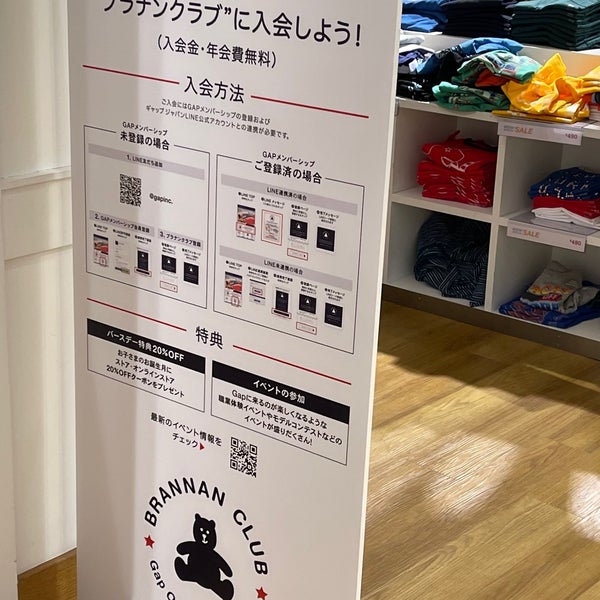 ブラナンクラブ”に入会しよう!
(入会金・年会費無料)
入会方法
ご入会にはGAPメンバーシップの登録および
ギャップ ジャパンLINE公式アカウントとの連携が必要です。
GAPメンバーシップ
未登録の場合
1. LINE友だち追加
@gapinc.
2. GAPメンバーシップ会員登録
3. ブラナンクラブ登録
GAPメンバーシップ
ご登録済の場合
LINE連携済の場合
LINE未連携の場合
特典
バースデー特典20%OFF
お子さまのお誕生月に
ストア・オンラインストア
20%OFFクーポンをプレゼント
イベントの参加
Gapに来るのが楽しくなるような
職業体験イベントやモデルコンテストなどの
イベントが盛りだくさん!
最新のイベント情報を
チェック
BRANNAN CLUB
Gap
SALE
¥490
SALE
¥490